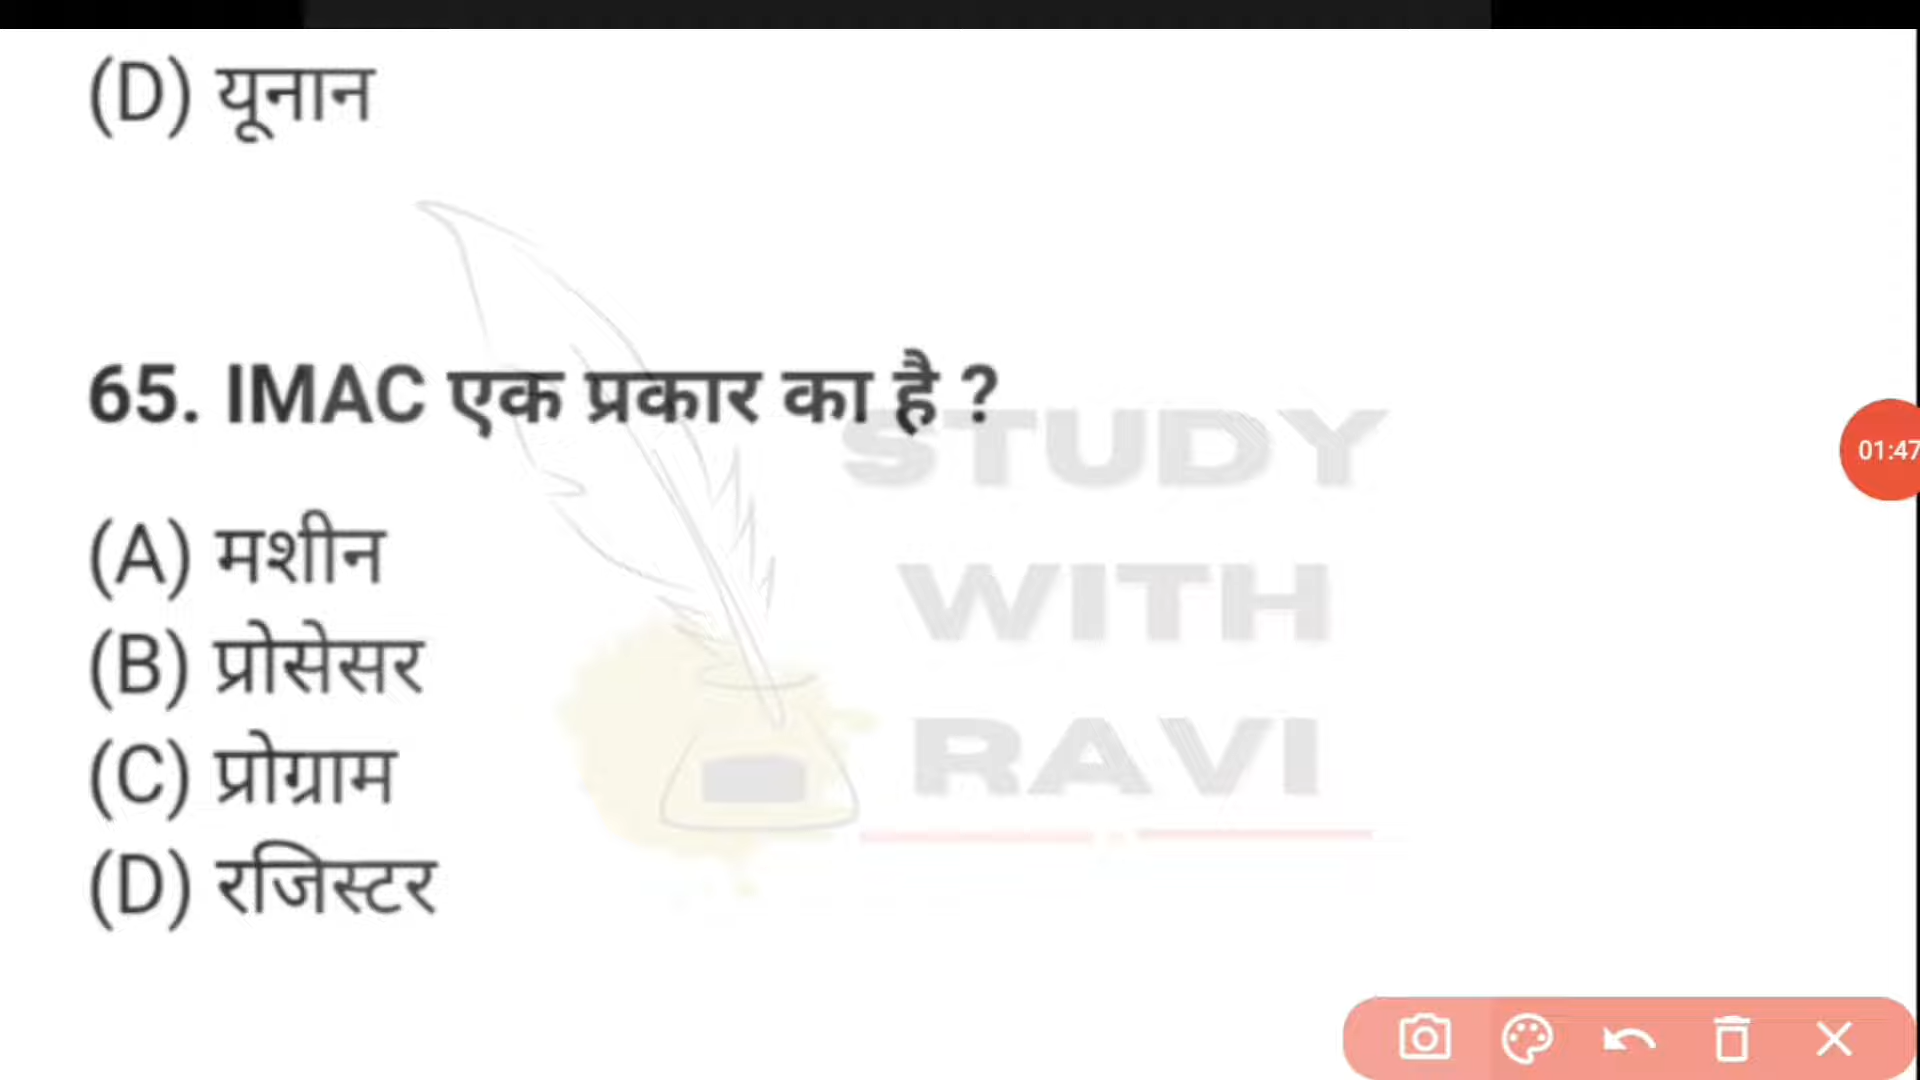 (D) यूनान
65. IMAC एक प्रकार का है ?
STUDY
WITH
RAVI
(A) मशीन
(B) प्रोसेसर
(C) प्रोग्राम
(D) रजिस्टर
01:47